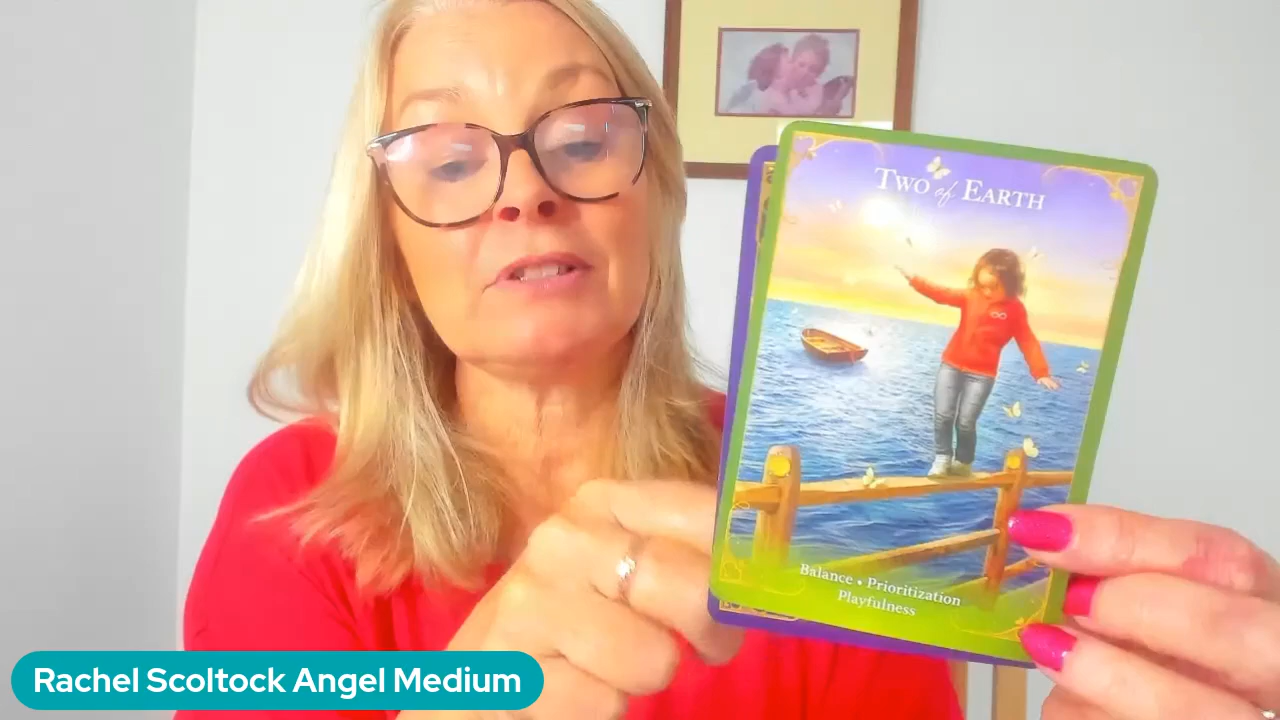 Two of Earth
Balance • Prioritization
Playfulness
Rachel Scoltock Angel Medium